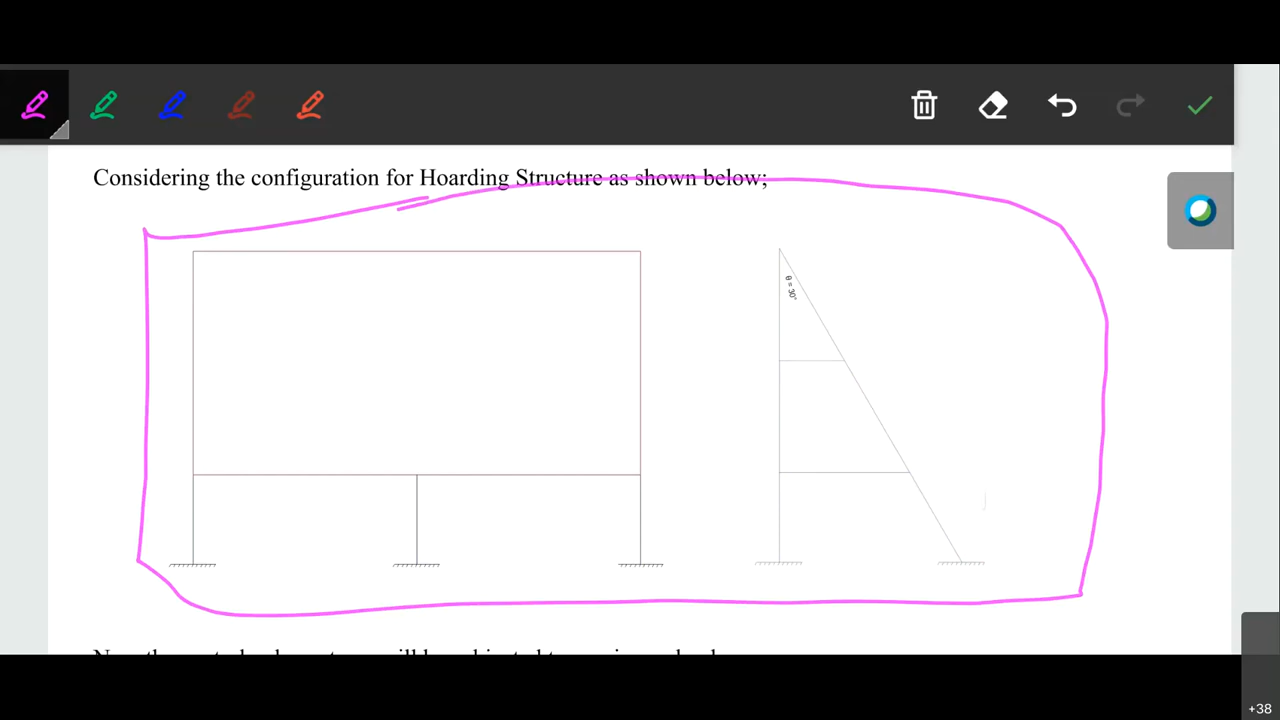 Considering the configuration for Hoarding Structure as shown below;
θ = 30°
+38